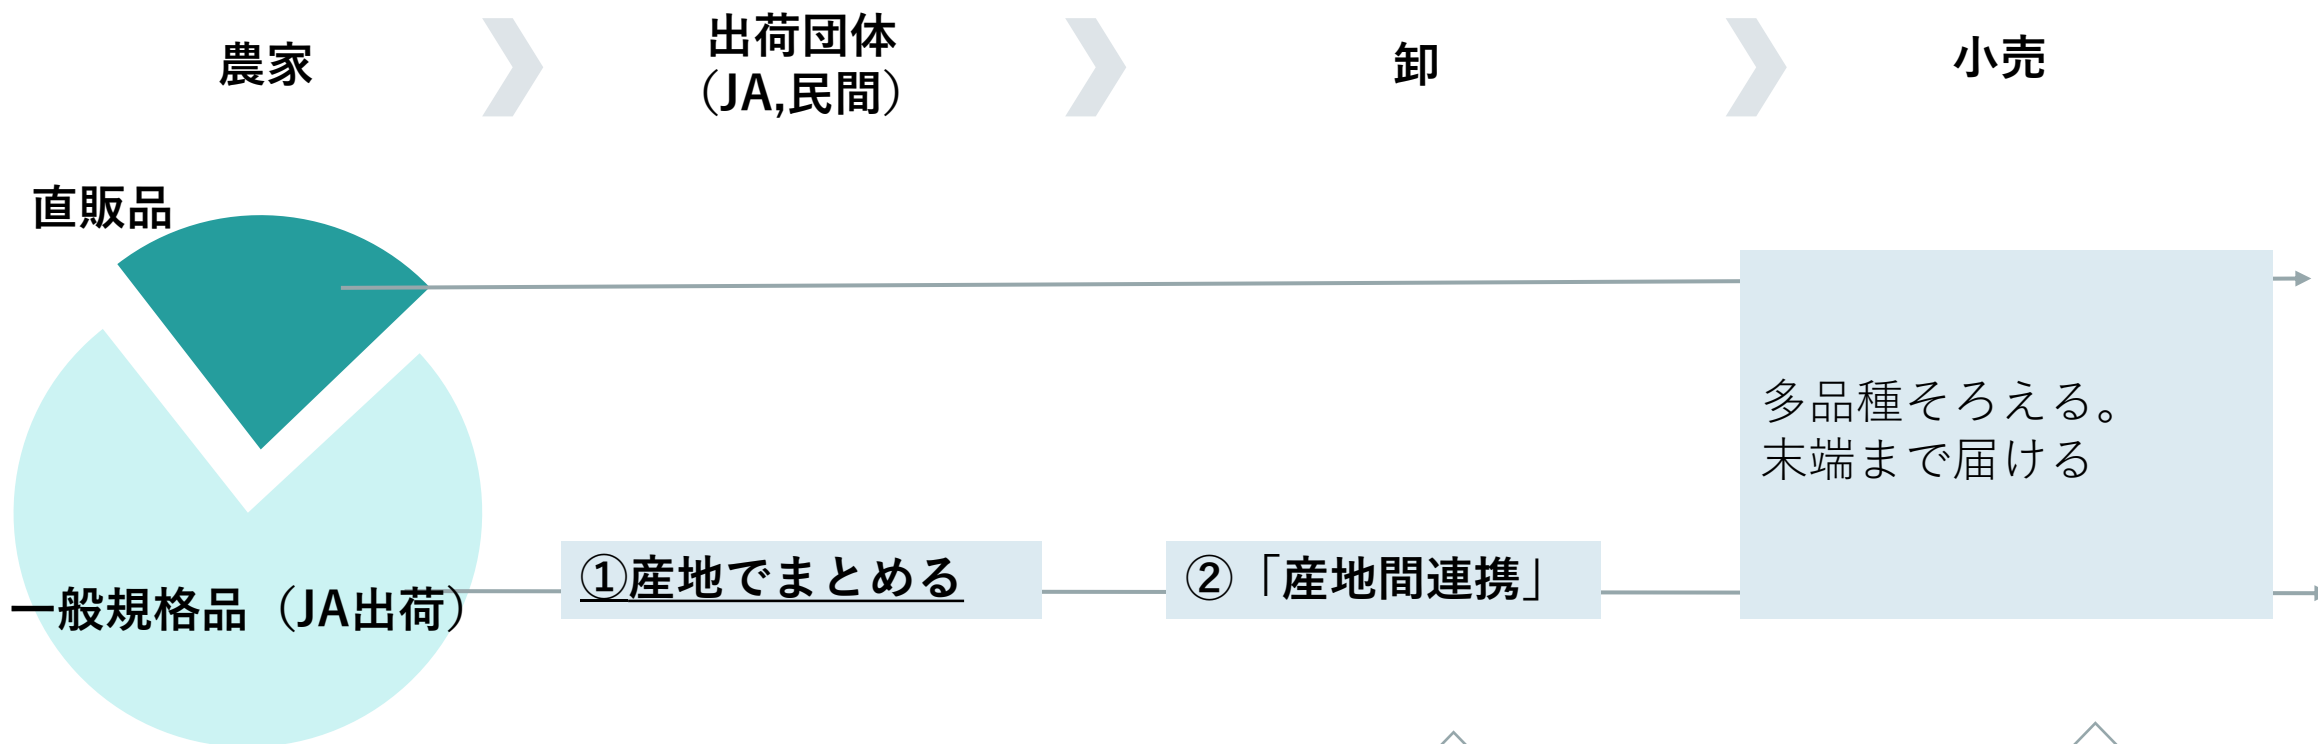 農家
出荷団体
（JA,民間）
卸
小売
直販品
多品種そろえる。
末端まで届ける
①産地でまとめる
②「産地間連携」
一般規格品（JA出荷）